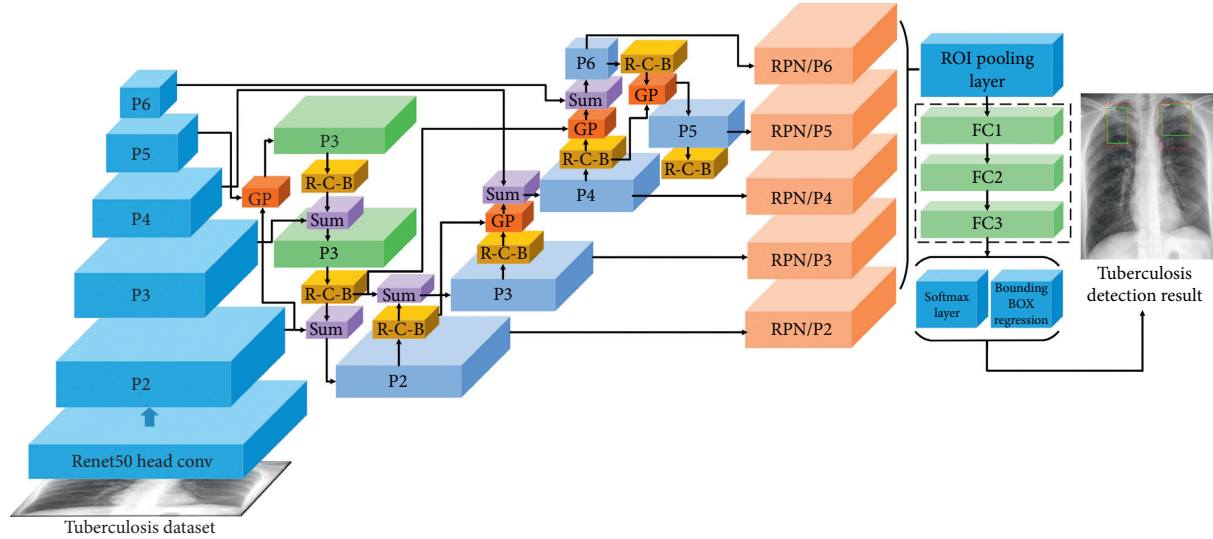 P6
P5
P4
P3
P2
Renet50 head conv
Tuberculosis dataset
GP
P3
R-C-B
Sum
P3
R-C-B
Sum
Sum
R-C-B
P2
Sum
GP
R-C-B
P3
P6
Sum
GP
R-C-B
P4
R-C-B
GP
P5
R-C-B
RPN/P6
RPN/P5
RPN/P4
RPN/P3
RPN/P2
ROI pooling
layer
FC1
FC2
FC3
Softmax
layer
Bounding
BOX
regression
Tuberculosis
detection result